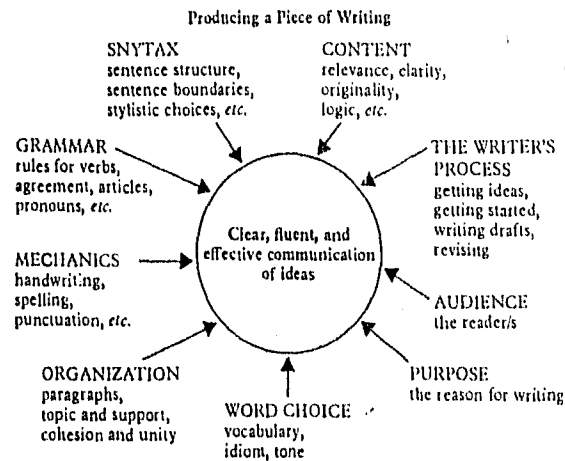 Producing a Piece of Writing
SNYTAX
sentence structure,
sentence boundaries,
stylistic choices, etc.
CONTENT
relevance, clarity,
originality,
logic, etc.
GRAMMAR
rules for verbs,
agreement, articles,
pronouns, etc.
THE WRITER'S
PROCESS
getting ideas,
getting started,
writing drafts,
revising
Clear, fluent, and
effective communication
of ideas
MECHANICS
handwriting,
spelling,
punctuation, etc.
AUDIENCE
the reader/s
ORGANIZATION
paragraphs,
topic and support,
cohesion and unity
WORD CHOICE
vocabulary,
idiom, tone
PURPOSE
the reason for writing